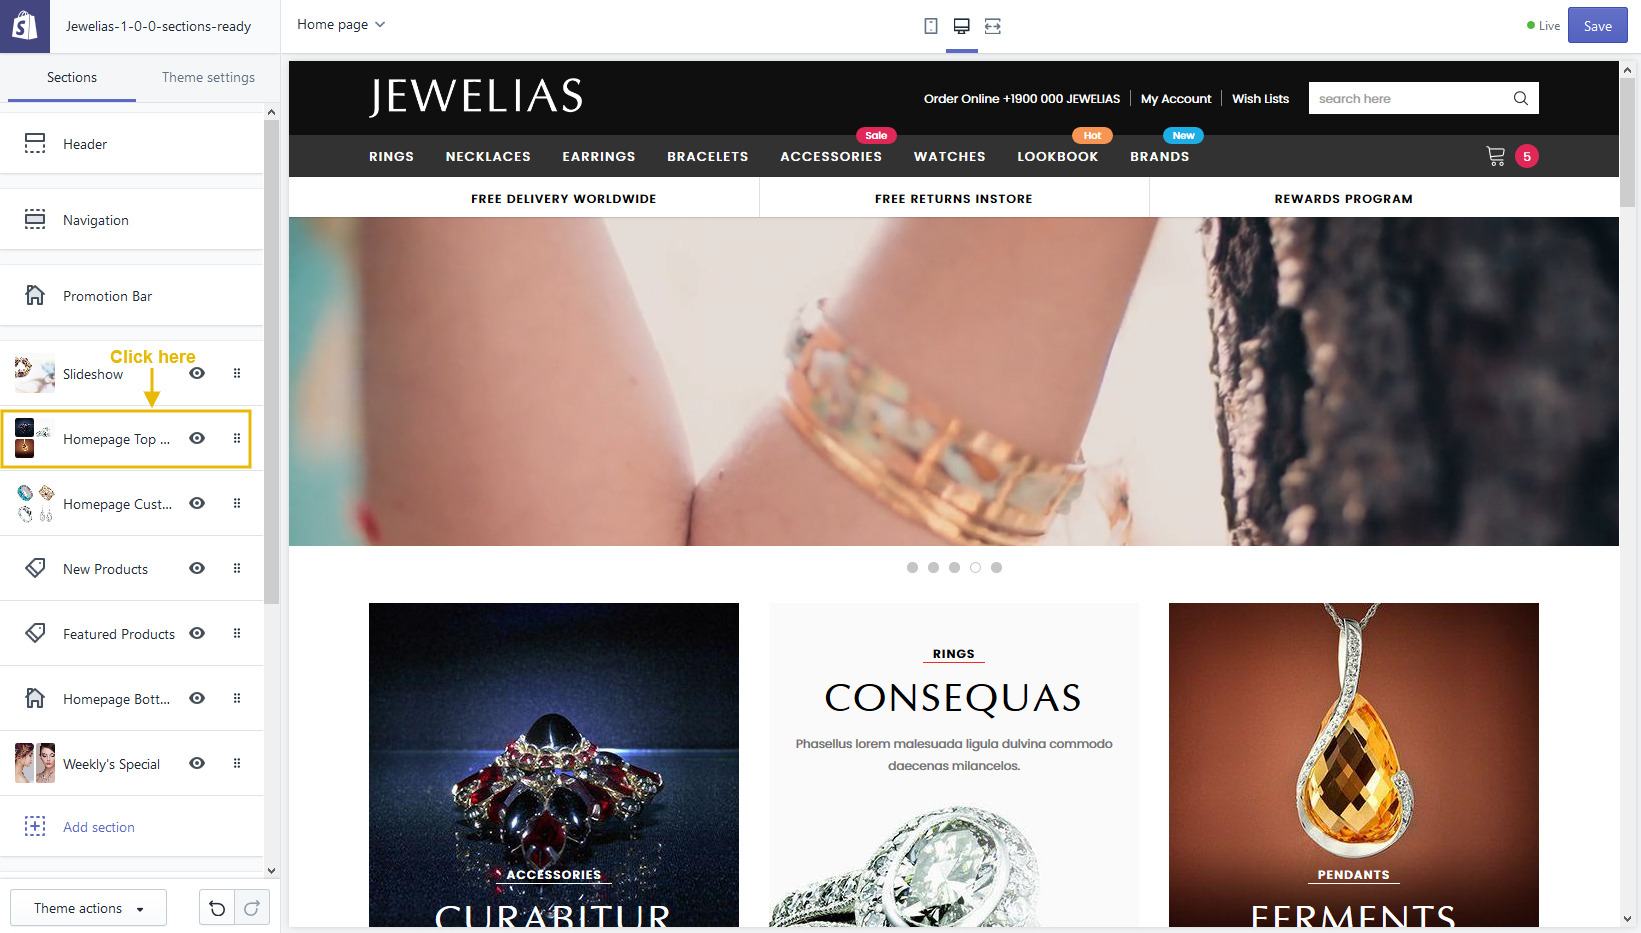 Jewelias-1-0-0-sections-ready
Home page
Live
Save
Sections
Theme settings
Header
Navigation
Promotion Bar
Click here
Slideshow
Homepage Top ...
Homepage Cust...
New Products
Featured Products
Homepage Bott...
Weekly's Special
Add section
Theme actions
JEWELIAS
Order Online +1900 000 JEWELIAS
My Account
Wish Lists
search here
Sale
Hot
New
RINGS
NECKLACES
EARRINGS
BRACELETS
ACCESSORIES
WATCHES
LOOKBOOK
BRANDS
5
FREE DELIVERY WORLDWIDE
FREE RETURNS INSTORE
REWARDS PROGRAM
ACCESSORIES
CURABITUR
RINGS
CONSEQUAS
Phasellus lorem malesuada ligula dulvina commodo
daecenas milancelos.
PENDANTS
FERMENTS